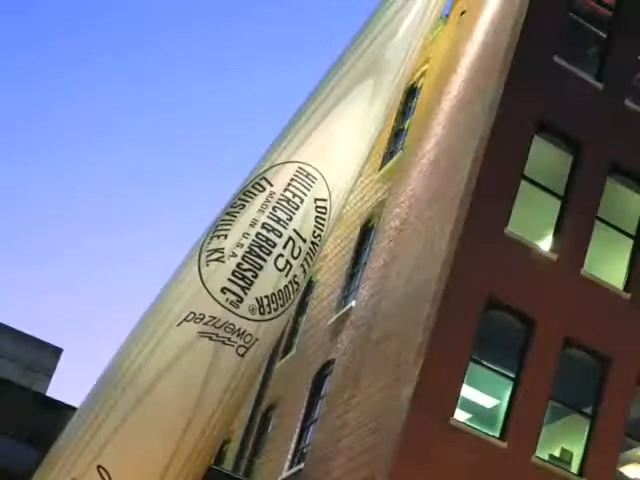 LOUISVILLE SLUGGER®
125
HILLERICH & BRADSBY Cº
MADE IN U.S.A.
LOUISVILLE, KY.
Powerized